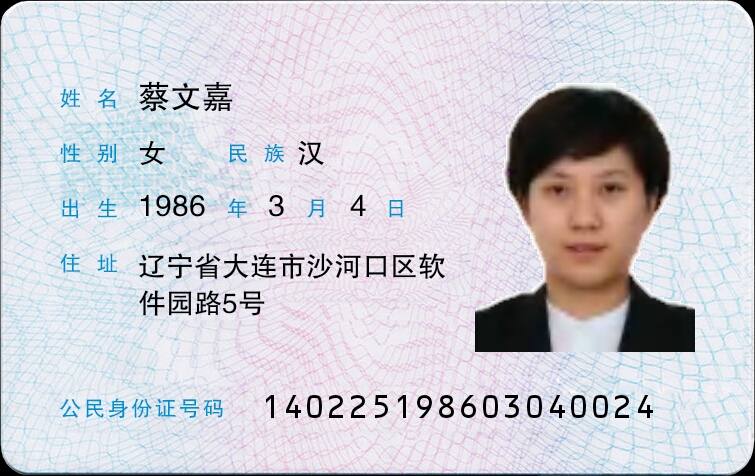 姓名 蔡文嘉
性别 女 民族 汉
出生 1986 年 3 月 4 日
住址 辽宁省大连市沙河口区软
件园路5号
公民身份证号码 140225198603040024